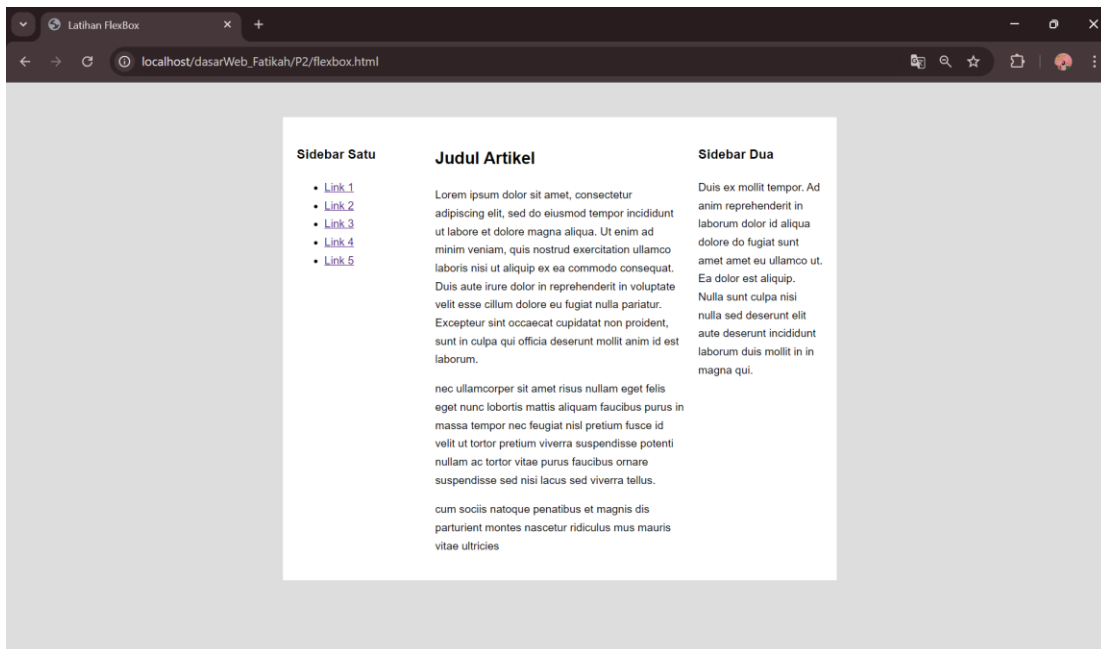 Latihan FlexBox
localhost/dasarWeb_Fatikah/P2/flexbox.html
Sidebar Satu
Link 1
Link 2
Link 3
Link 4
Link 5
Judul Artikel
Lorem ipsum dolor sit amet, consectetur
adipiscing elit, sed do eiusmod tempor incididunt
ut labore et dolore magna aliqua. Ut enim ad
minim veniam, quis nostrud exercitation ullamco
laboris nisi ut aliquip ex ea commodo consequat.
Duis aute irure dolor in reprehenderit in voluptate
velit esse cillum dolore eu fugiat nulla pariatur.
Excepteur sint occaecat cupidatat non proident,
sunt in culpa qui officia deserunt mollit anim id est
laborum.
nec ullamcorper sit amet risus nullam eget felis
eget nunc lobortis mattis aliquam faucibus purus in
massa tempor nec feugiat nisl pretium fusce id
velit ut tortor pretium viverra suspendisse potenti
nullam ac tortor vitae purus faucibus ornare
suspendisse sed nisi lacus sed viverra tellus.
cum sociis natoque penatibus et magnis dis
parturient montes nascetur ridiculus mus mauris
vitae ultricies
Sidebar Dua
Duis ex mollit tempor. Ad
anim reprehenderit in
laborum dolor id aliqua
dolore do fugiat sunt
amet amet eu ullamco ut.
Ea dolor est aliquip.
Nulla sunt culpa nisi
nulla sed deserunt elit
aute deserunt incididunt
laborum duis mollit in in
magna qui.